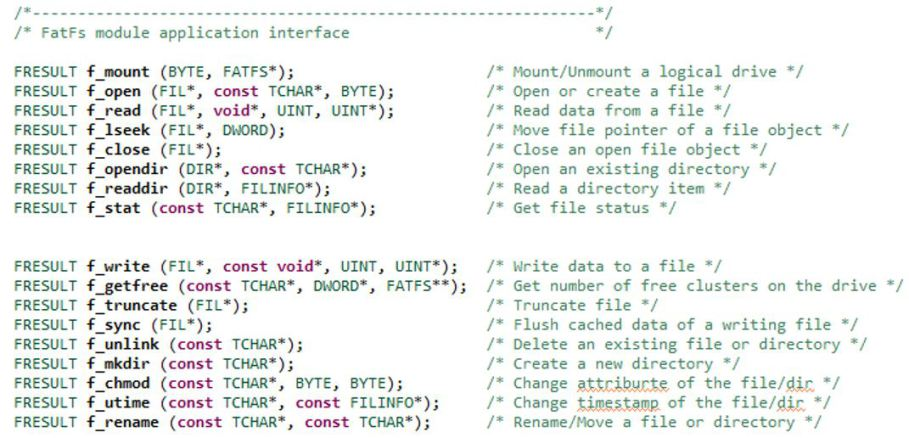 /*--------------------------------------------------------------*/
/* FatFs module application interface */
FRESULT f_mount (BYTE, FATFS*); /* Mount/Unmount a logical drive */
FRESULT f_open (FIL*, const TCHAR*, BYTE); /* Open or create a file */
FRESULT f_read (FIL*, void*, UINT, UINT*); /* Read data from a file */
FRESULT f_lseek (FIL*, DWORD); /* Move file pointer of a file object */
FRESULT f_close (FIL*); /* Close an open file object */
FRESULT f_opendir (DIR*, const TCHAR*); /* Open an existing directory */
FRESULT f_readdir (DIR*, FILINFO*); /* Read a directory item */
FRESULT f_stat (const TCHAR*, FILINFO*); /* Get file status */
FRESULT f_write (FIL*, const void*, UINT, UINT*); /* Write data to a file */
FRESULT f_getfree (const TCHAR*, DWORD*, FATFS**); /* Get number of free clusters on the drive */
FRESULT f_truncate (FIL*); /* Truncate file */
FRESULT f_sync (FIL*); /* Flush cached data of a writing file */
FRESULT f_unlink (const TCHAR*); /* Delete an existing file or directory */
FRESULT f_mkdir (const TCHAR*); /* Create a new directory */
FRESULT f_chmod (const TCHAR*, BYTE, BYTE); /* Change attriburte of the file/dir */
FRESULT f_utime (const TCHAR*, const FILINFO*); /* Change timestamp of the file/dir */
FRESULT f_rename (const TCHAR*, const TCHAR*); /* Rename/Move a file or directory */